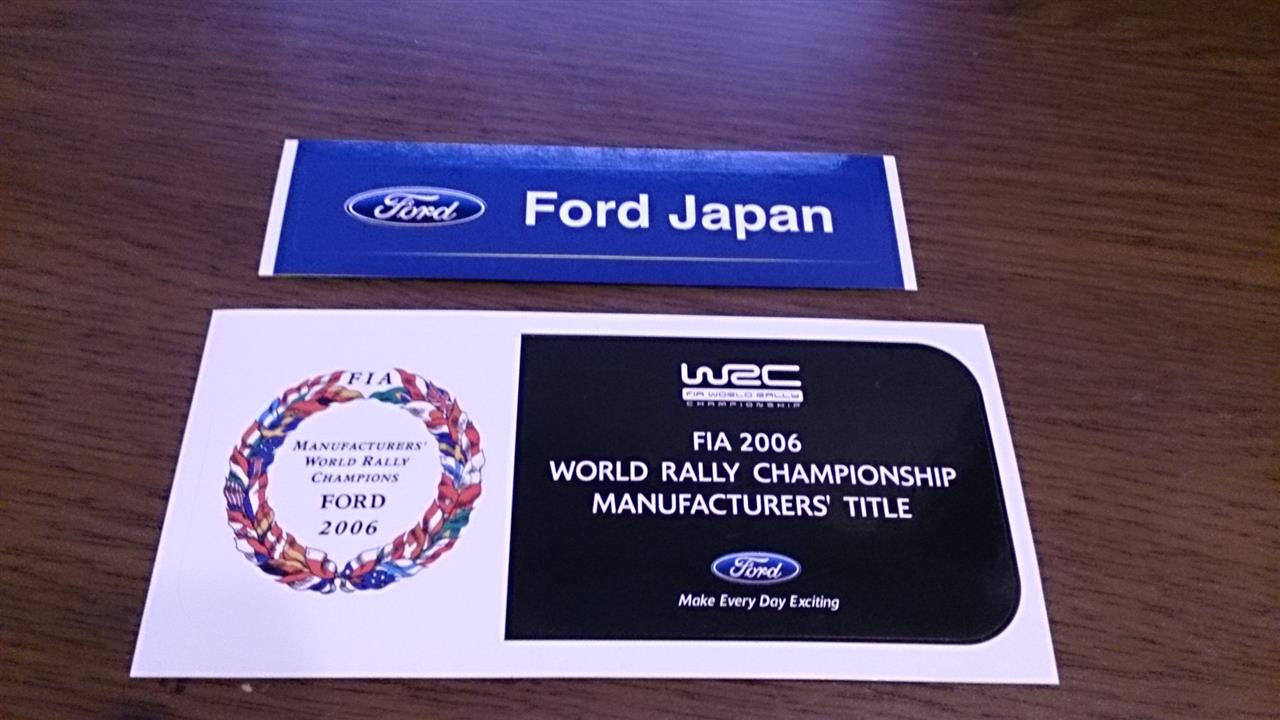 Ford Ford Japan
FIA
MANUFACTURERS'
WORLD RALLY
CHAMPIONS
FORD
2006
WRC
FIA WORLD RALLY
CHAMPIONSHIP
FIA 2006
WORLD RALLY CHAMPIONSHIP
MANUFACTURERS' TITLE
Ford
Make Every Day Exciting